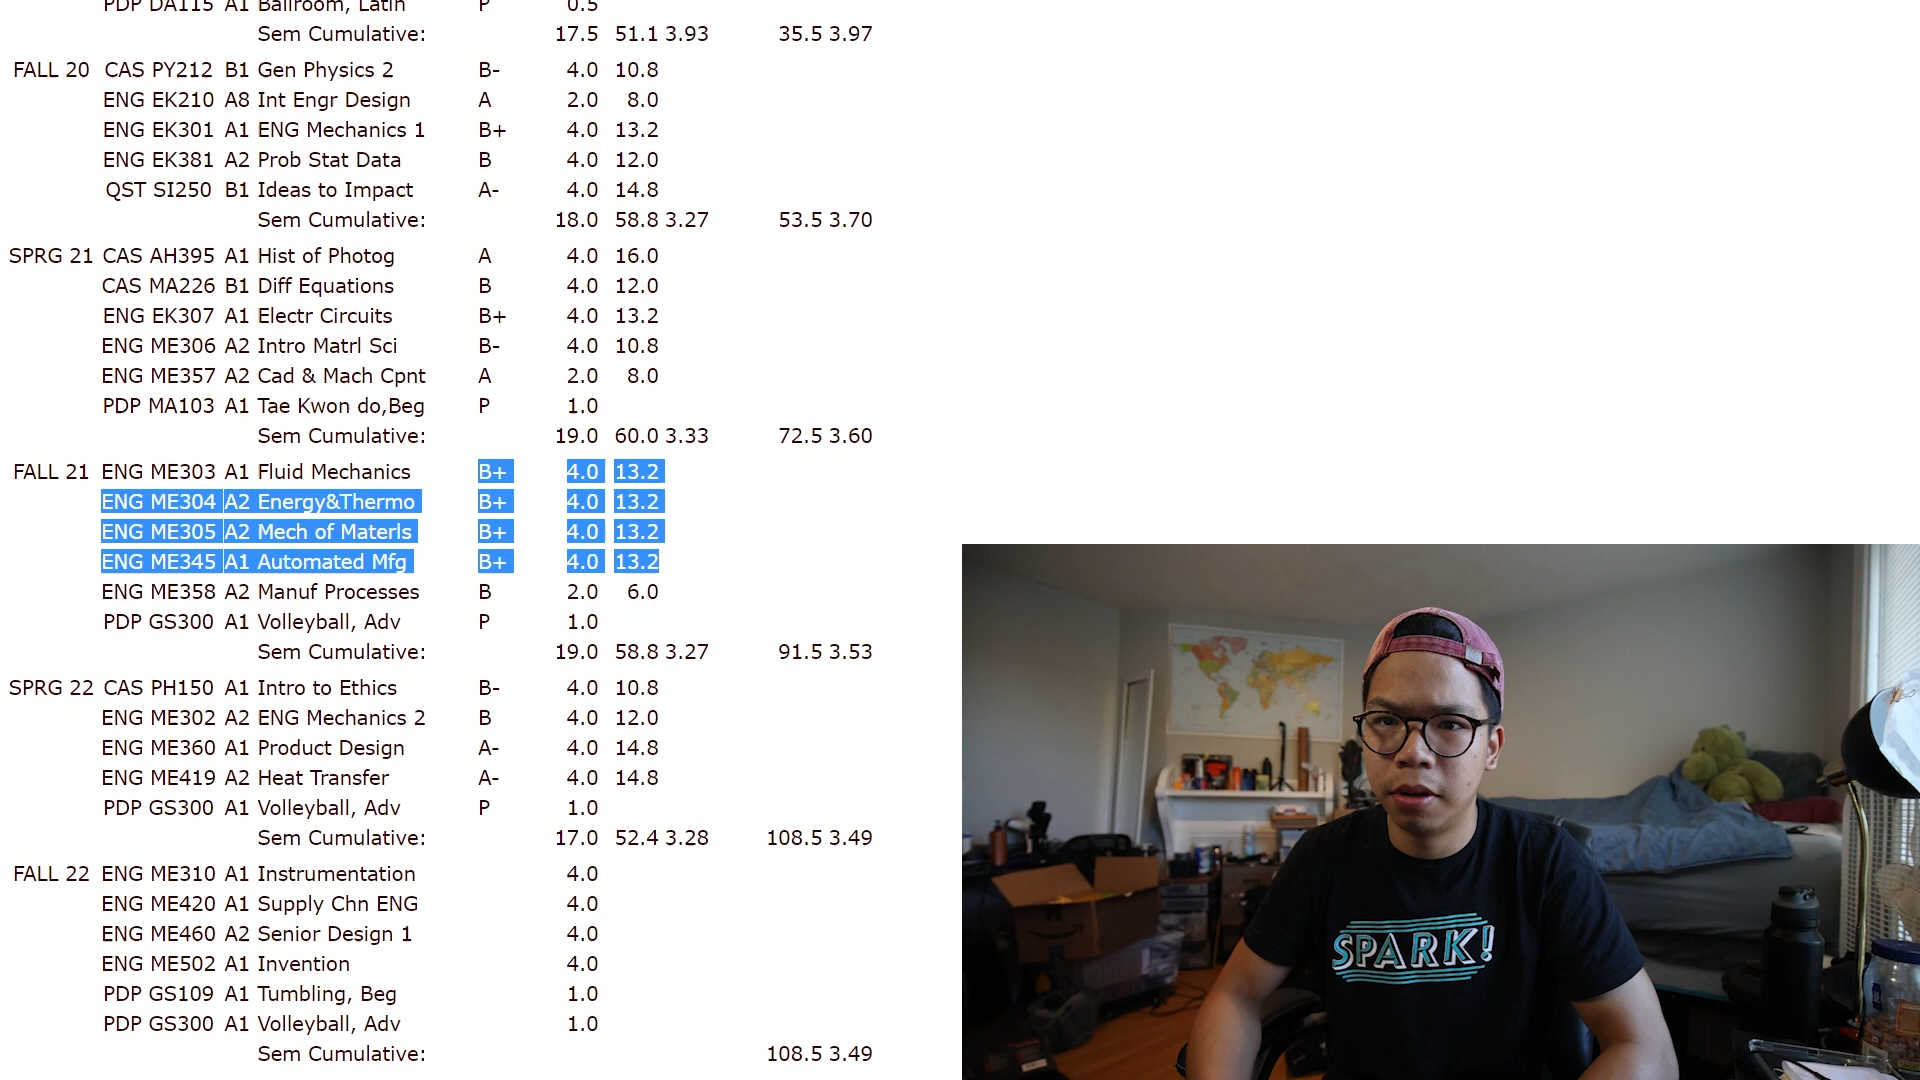 PDP DA115 A1 Ballroom, Latin P 0.5
Sem Cumulative: 17.5 51.1 3.93 35.5 3.97
FALL 20 CAS PY212 B1 Gen Physics 2 B- 4.0 10.8
ENG EK210 A8 Int Engr Design A 2.0 8.0
ENG EK301 A1 ENG Mechanics 1 B+ 4.0 13.2
ENG EK381 A2 Prob Stat Data B 4.0 12.0
QST SI250 B1 Ideas to Impact A- 4.0 14.8
Sem Cumulative: 18.0 58.8 3.27 53.5 3.70
SPRG 21 CAS AH395 A1 Hist of Photog A 4.0 16.0
CAS MA226 B1 Diff Equations B 4.0 12.0
ENG EK307 A1 Electr Circuits B+ 4.0 13.2
ENG ME306 A2 Intro Matrl Sci B- 4.0 10.8
ENG ME357 A2 Cad & Mach Cpnt A 2.0 8.0
PDP MA103 A1 Tae Kwon do,Beg P 1.0
Sem Cumulative: 19.0 60.0 3.33 72.5 3.60
FALL 21 ENG ME303 A1 Fluid Mechanics B+ 4.0 13.2
ENG ME304 A2 Energy&Thermo B+ 4.0 13.2
ENG ME305 A2 Mech of Materls B+ 4.0 13.2
ENG ME345 A1 Automated Mfg B+ 4.0 13.2
ENG ME358 A2 Manuf Processes B 2.0 6.0
PDP GS300 A1 Volleyball, Adv P 1.0
Sem Cumulative: 19.0 58.8 3.27 91.5 3.53
SPRG 22 CAS PH150 A1 Intro to Ethics B- 4.0 10.8
ENG ME302 A2 ENG Mechanics 2 B 4.0 12.0
ENG ME360 A1 Product Design A- 4.0 14.8
ENG ME419 A2 Heat Transfer A- 4.0 14.8
PDP GS300 A1 Volleyball, Adv P 1.0
Sem Cumulative: 17.0 52.4 3.28 108.5 3.49
FALL 22 ENG ME310 A1 Instrumentation 4.0
ENG ME420 A1 Supply Chn ENG 4.0
ENG ME460 A2 Senior Design 1 4.0
ENG ME502 A1 Invention 4.0
PDP GS109 A1 Tumbling, Beg 1.0
PDP GS300 A1 Volleyball, Adv 1.0
Sem Cumulative: 108.5 3.49
SPARK!